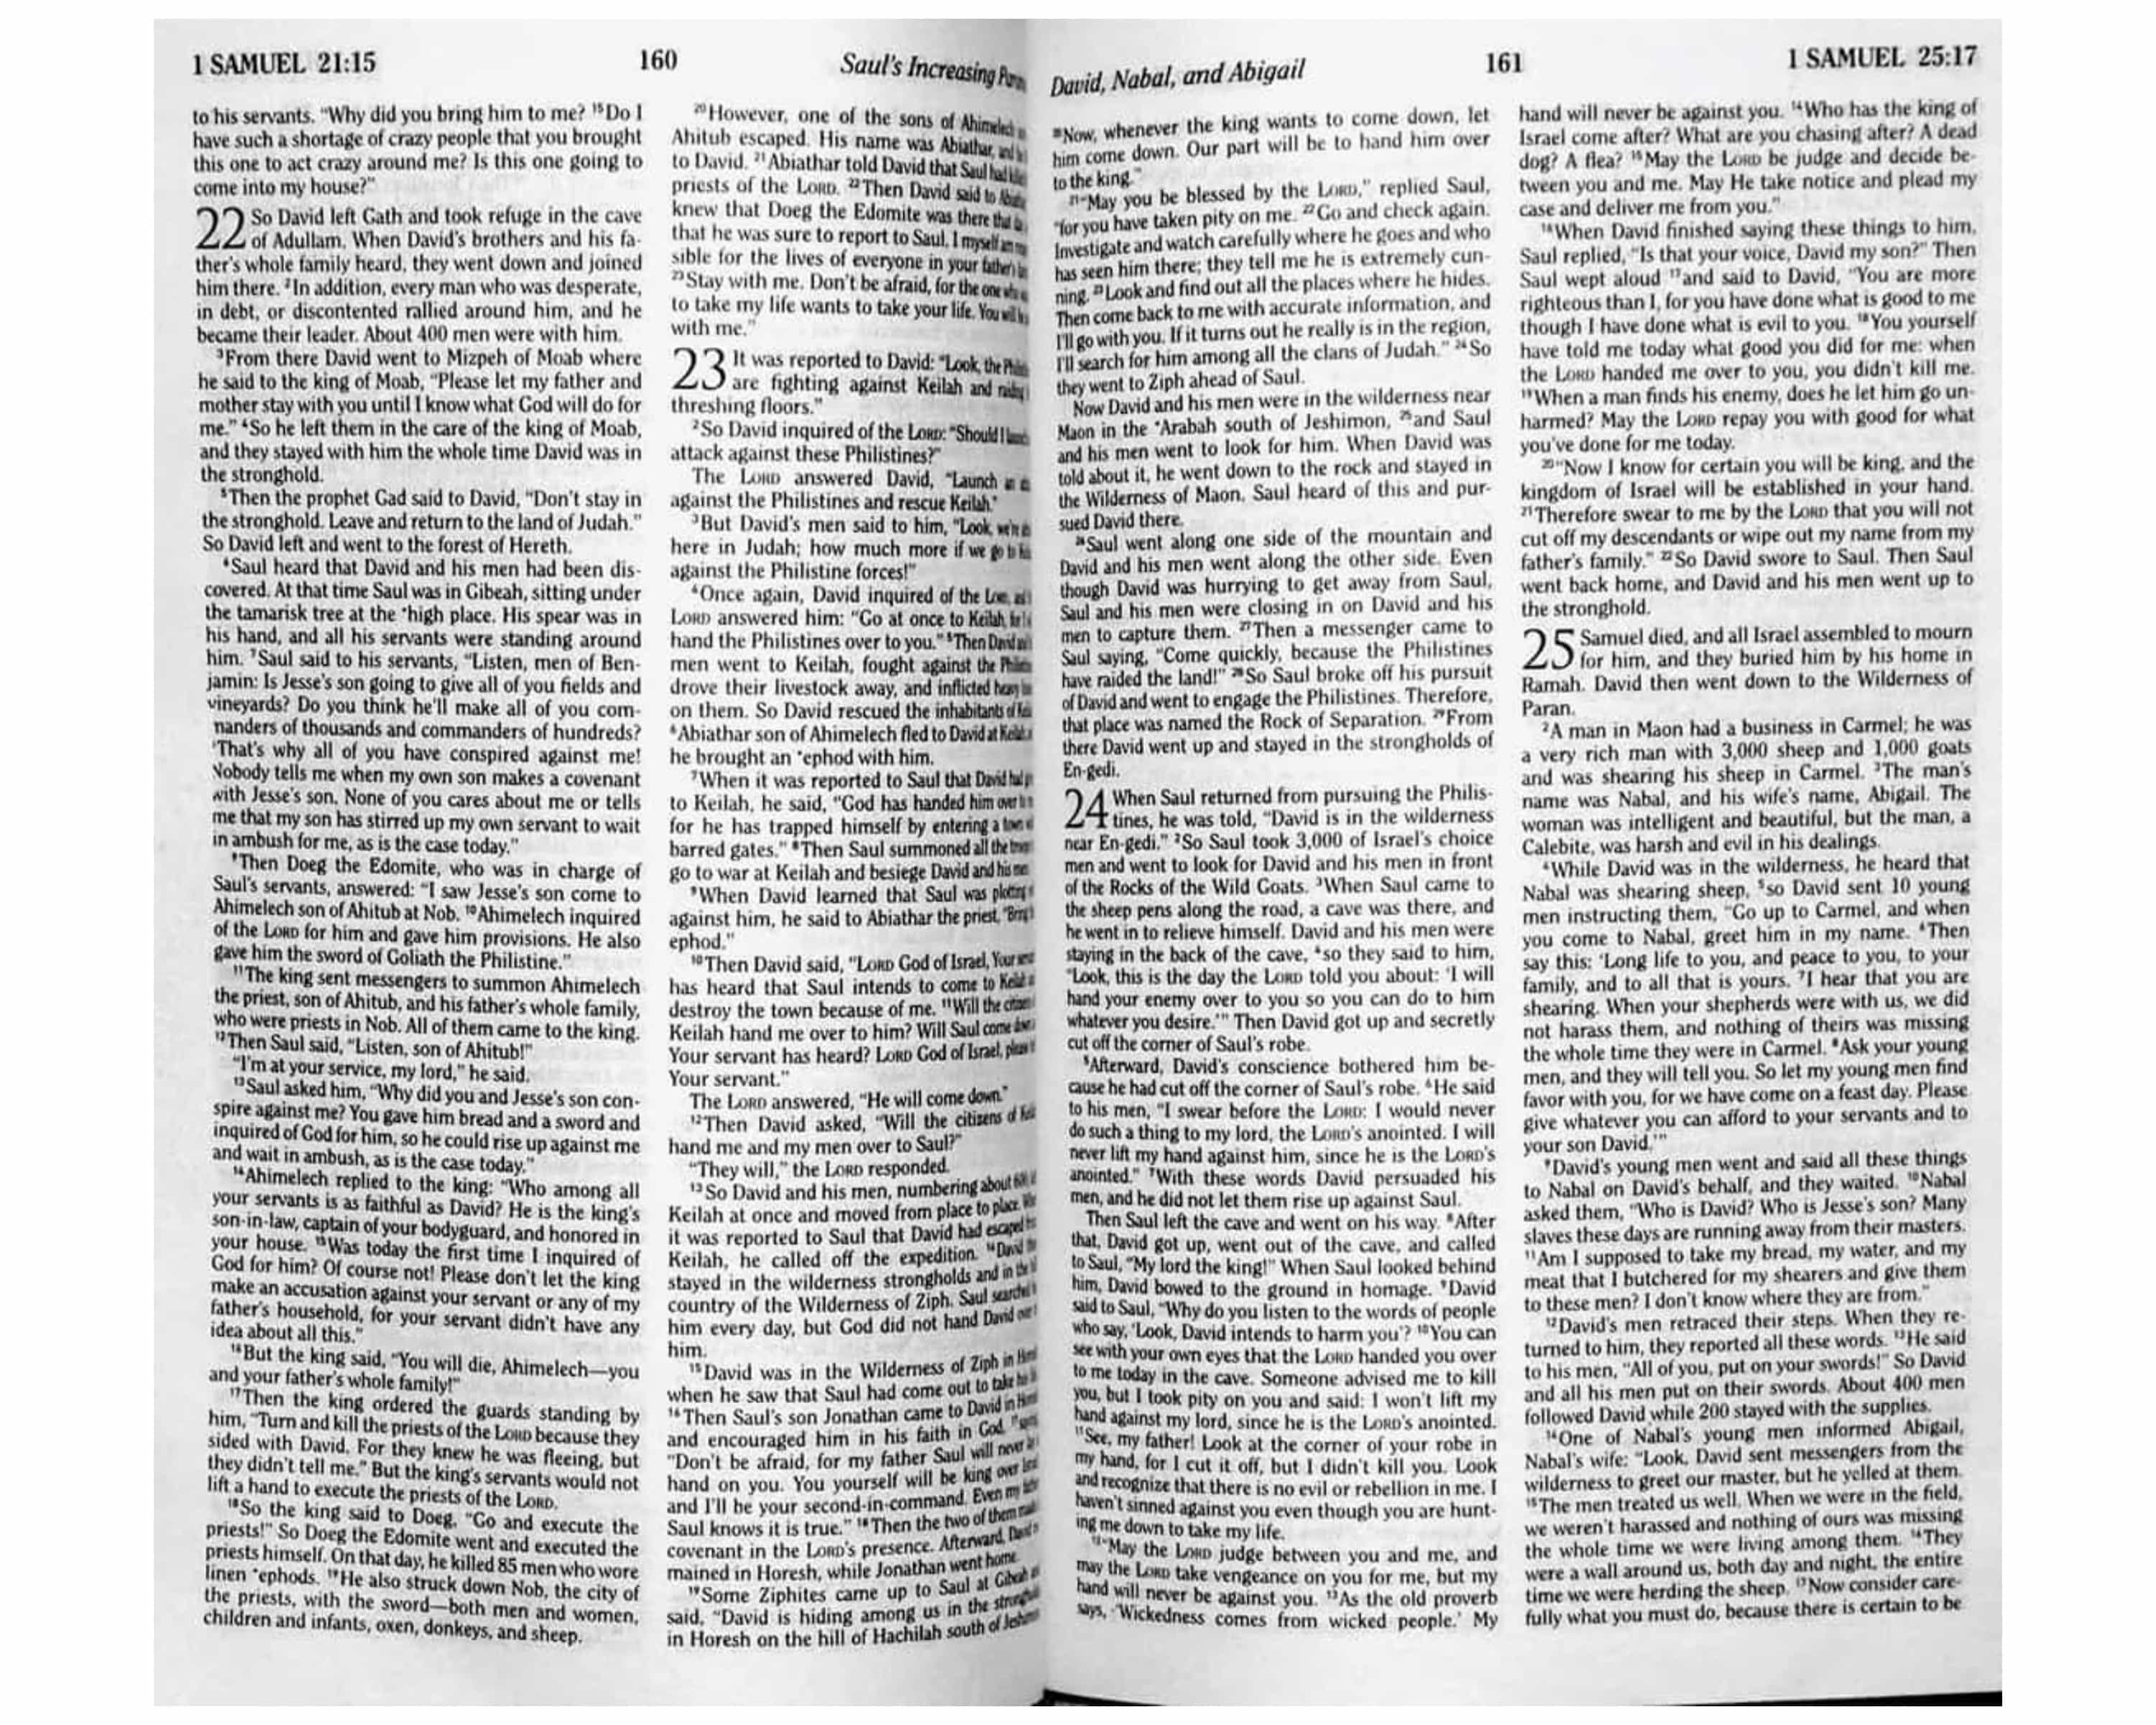 1 SAMUEL 21:15
160
Saul's Increasing
to his servants. "Why did you bring him to me? 15Do I
have such a shortage of crazy people that you brought
this one to act crazy around me? Is this one going to
come into my house?"
22 So David left Gath and took refuge in the cave
of Adullam. When David's brothers and his fa-
ther's whole family heard, they went down and joined
him there. 2In addition, every man who was desperate,
in debt, or discontented rallied around him, and he
became their leader. About 400 men were with him.
3From there David went to Mizpeh of Moab where
he said to the king of Moab, "Please let my father and
mother stay with you until I know what God will do for
me." 4So he left them in the care of the king of Moab,
and they stayed with him the whole time David was in
the stronghold.
5Then the prophet Gad said to David, "Don't stay in
the stronghold. Leave and return to the land of Judah."
So David left and went to the forest of Hereth.
6Saul heard that David and his men had been dis-
covered. At that time Saul was in Gibeah, sitting under
the tamarisk tree at the *high place. His spear was in
his hand, and all his servants were standing around
him. 7Saul said to his servants, "Listen, men of Ben-
jamin: Is Jesse's son going to give all of you fields and
vineyards? Do you think he'll make all of you com-
manders of thousands and commanders of hundreds?
8That's why all of you have conspired against me!
Nobody tells me when my own son makes a covenant
with Jesse's son. None of you cares about me or tells
me that my son has stirred up my own servant to wait
in ambush for me, as is the case today."
9Then Doeg the Edomite, who was in charge of
Saul's servants, answered: "I saw Jesse's son come to
Ahimelech son of Ahitub at Nob. 10Ahimelech inquired
of the LORD for him and gave him provisions. He also
gave him the sword of Goliath the Philistine."
11The king sent messengers to summon Ahimelech
the priest, son of Ahitub, and his father's whole family,
who were priests in Nob. All of them came to the king.
12Then Saul said, "Listen, son of Ahitub!"
"I'm at your service, my lord," he said.
13Saul asked him, "Why did you and Jesse's son con-
spire against me? You gave him bread and a sword and
inquired of God for him, so he could rise up against me
and wait in ambush, as is the case today."
14Ahimelech replied to the king: "Who among all
your servants is as faithful as David? He is the king's
son-in-law, captain of your bodyguard, and honored in
your house. 15Was today the first time I inquired of
God for him? Of course not! Please don't let the king
make an accusation against your servant or any of my
father's household, for your servant didn't have any
idea about all this."
16But the king said, "You will die, Ahimelech—you
and your father's whole family!"
17Then the king ordered the guards standing by
him, "Turn and kill the priests of the LORD because they
sided with David. For they knew he was fleeing, but
they didn't tell me." But the king's servants would not
lift a hand to execute the priests of the LORD.
18So the king said to Doeg, "Go and execute the
priests!" So Doeg the Edomite went and executed the
priests himself. On that day, he killed 85 men who wore
linen *ephods. 19He also struck down Nob, the city of
the priests, with the sword—both men and women,
children and infants, oxen, donkeys, and sheep.
20However, one of the sons of Ahimelech
Ahitub escaped. His name was Abiathar, and
to David. 21Abiathar told David that Saul had
priests of the LORD. 22Then David said to
knew that Doeg the Edomite was there that
that he was sure to report to Saul. I myself am
sible for the lives of everyone in your father's
23Stay with me. Don't be afraid, for the one who
to take my life wants to take your life. You will
with me."
23 It was reported to David: "Look, the
are fighting against Keilah and raiding
threshing floors."
2So David inquired of the LORD: "Should I launch
attack against these Philistines?"
The LORD answered David, "Launch an
against the Philistines and rescue Keilah."
3But David's men said to him, "Look, we're
here in Judah; how much more if we go to
against the Philistine forces!"
4Once again, David inquired of the LORD,
LORD answered him: "Go at once to Keilah, for I
hand the Philistines over to you." 5Then David
men went to Keilah, fought against the
drove their livestock away, and inflicted heavy
on them. So David rescued the inhabitants of
6Abiathar son of Ahimelech fled to David at Keilah
he brought an *ephod with him.
7When it was reported to Saul that David had
to Keilah, he said, "God has handed him over
for he has trapped himself by entering a town
barred gates." 8Then Saul summoned all the
go to war at Keilah and besiege David and his men
9When David learned that Saul was plotting
against him, he said to Abiathar the priest, "Bring
ephod."
10Then David said, "LORD God of Israel, Your
has heard that Saul intends to come to Keilah
destroy the town because of me. 11Will the
Keilah hand me over to him? Will Saul come down
Your servant has heard? LORD God of Israel, please
Your servant."
The LORD answered, "He will come down."
12Then David asked, "Will the citizens of
hand me and my men over to Saul?"
"They will," the LORD responded.
13So David and his men, numbering about 600
Keilah at once and moved from place to place.
it was reported to Saul that David had escaped
Keilah, he called off the expedition. 14David
stayed in the wilderness strongholds and in the
country of the Wilderness of Ziph. Saul searched
him every day, but God did not hand David over
him.
15David was in the Wilderness of Ziph in
when he saw that Saul had come out to take
16Then Saul's son Jonathan came to David in
and encouraged him in his faith in God,
"Don't be afraid, for my father Saul will never
hand on you. You yourself will be king over
and I'll be your second-in-command. Even my
Saul knows it is true." 18Then the two of them
covenant in the LORD's presence. Afterward, David
mained in Horesh, while Jonathan went home.
19Some Ziphites came up to Saul at Gibeah
said, "David is hiding among us in the
in Horesh on the hill of Hachilah south of
David, Nabal, and Abigail
161
1 SAMUEL 25:17
20Now, whenever the king wants to come down, let
him come down. Our part will be to hand him over
to the king."
21"May you be blessed by the LORD," replied Saul,
"for you have taken pity on me. 22Go and check again.
Investigate and watch carefully where he goes and who
has seen him there; they tell me he is extremely cun-
ning. 23Look and find out all the places where he hides.
Then come back to me with accurate information, and
I'll go with you. If it turns out he really is in the region,
I'll search for him among all the clans of Judah." 24So
they went to Ziph ahead of Saul.
Now David and his men were in the wilderness near
Maon in the *Arabah south of Jeshimon, 25and Saul
and his men went to look for him. When David was
told about it, he went down to the rock and stayed in
the Wilderness of Maon. Saul heard of this and pur-
sued David there.
26Saul went along one side of the mountain and
David and his men went along the other side. Even
though David was hurrying to get away from Saul,
Saul and his men were closing in on David and his
men to capture them. 27Then a messenger came to
Saul saying, "Come quickly, because the Philistines
have raided the land!" 28So Saul broke off his pursuit
of David and went to engage the Philistines. Therefore,
that place was named the Rock of Separation. 29From
there David went up and stayed in the strongholds of
En-gedi.
24 When Saul returned from pursuing the Philis-
tines, he was told, "David is in the wilderness
near En-gedi." 2So Saul took 3,000 of Israel's choice
men and went to look for David and his men in front
of the Rocks of the Wild Goats. 3When Saul came to
the sheep pens along the road, a cave was there, and
he went in to relieve himself. David and his men were
staying in the back of the cave, 4so they said to him,
"Look, this is the day the LORD told you about: 'I will
hand your enemy over to you so you can do to him
whatever you desire.'" Then David got up and secretly
cut off the corner of Saul's robe.
5Afterward, David's conscience bothered him be-
cause he had cut off the corner of Saul's robe. 6He said
to his men, "I swear before the LORD: I would never
do such a thing to my lord, the LORD's anointed. I will
never lift my hand against him, since he is the LORD's
anointed." 7With these words David persuaded his
men, and he did not let them rise up against Saul.
Then Saul left the cave and went on his way. 8After
that, David got up, went out of the cave, and called
to Saul, "My lord the king!" When Saul looked behind
him, David bowed to the ground in homage. 9David
said to Saul, "Why do you listen to the words of people
who say, 'Look, David intends to harm you'? 10You can
see with your own eyes that the LORD handed you over
to me today in the cave. Someone advised me to kill
you, but I took pity on you and said: I won't lift my
hand against my lord, since he is the LORD's anointed.
11See, my father! Look at the corner of your robe in
my hand, for I cut it off, but I didn't kill you. Look
and recognize that there is no evil or rebellion in me. I
haven't sinned against you even though you are hunt-
ing me down to take my life.
12"May the LORD judge between you and me, and
may the LORD take vengeance on you for me, but my
hand will never be against you. 13As the old proverb
says, 'Wickedness comes from wicked people.' My
hand will never be against you. 14Who has the king of
Israel come after? What are you chasing after? A dead
dog? A flea? 15May the LORD be judge and decide be-
tween you and me. May He take notice and plead my
case and deliver me from you."
16When David finished saying these things to him,
Saul replied, "Is that your voice, David my son?" Then
Saul wept aloud 17and said to David, "You are more
righteous than I, for you have done what is good to me
though I have done what is evil to you. 18You yourself
have told me today what good you did for me: when
the LORD handed me over to you, you didn't kill me.
19When a man finds his enemy, does he let him go un-
harmed? May the LORD repay you with good for what
you've done for me today.
20"Now I know for certain you will be king, and the
kingdom of Israel will be established in your hand.
21Therefore swear to me by the LORD that you will not
cut off my descendants or wipe out my name from my
father's family." 22So David swore to Saul. Then Saul
went back home, and David and his men went up to
the stronghold.
25 Samuel died, and all Israel assembled to mourn
for him, and they buried him by his home in
Ramah. David then went down to the Wilderness of
Paran.
2A man in Maon had a business in Carmel; he was
a very rich man with 3,000 sheep and 1,000 goats
and was shearing his sheep in Carmel. 3The man's
name was Nabal, and his wife's name, Abigail. The
woman was intelligent and beautiful, but the man, a
Calebite, was harsh and evil in his dealings.
4While David was in the wilderness, he heard that
Nabal was shearing sheep, 5so David sent 10 young
men instructing them, "Go up to Carmel, and when
you come to Nabal, greet him in my name. 6Then
say this: 'Long life to you, and peace to you, to your
family, and to all that is yours. 7I hear that you are
shearing. When your shepherds were with us, we did
not harass them, and nothing of theirs was missing
the whole time they were in Carmel. 8Ask your young
men, and they will tell you. So let my young men find
favor with you, for we have come on a feast day. Please
give whatever you can afford to your servants and to
your son David.'"
9David's young men went and said all these things
to Nabal on David's behalf, and they waited. 10Nabal
asked them, "Who is David? Who is Jesse's son? Many
slaves these days are running away from their masters.
11Am I supposed to take my bread, my water, and my
meat that I butchered for my shearers and give them
to these men? I don't know where they are from."
12David's men retraced their steps. When they re-
turned to him, they reported all these words. 13He said
to his men, "All of you, put on your swords!" So David
and all his men put on their swords. About 400 men
followed David while 200 stayed with the supplies.
14One of Nabal's young men informed Abigail,
Nabal's wife: "Look, David sent messengers from the
wilderness to greet our master, but he yelled at them.
15The men treated us well. When we were in the field,
we weren't harassed and nothing of ours was missing
the whole time we were living among them. 16They
were a wall around us, both day and night, the entire
time we were herding the sheep. 17Now consider care-
fully what you must do, because there is certain to be